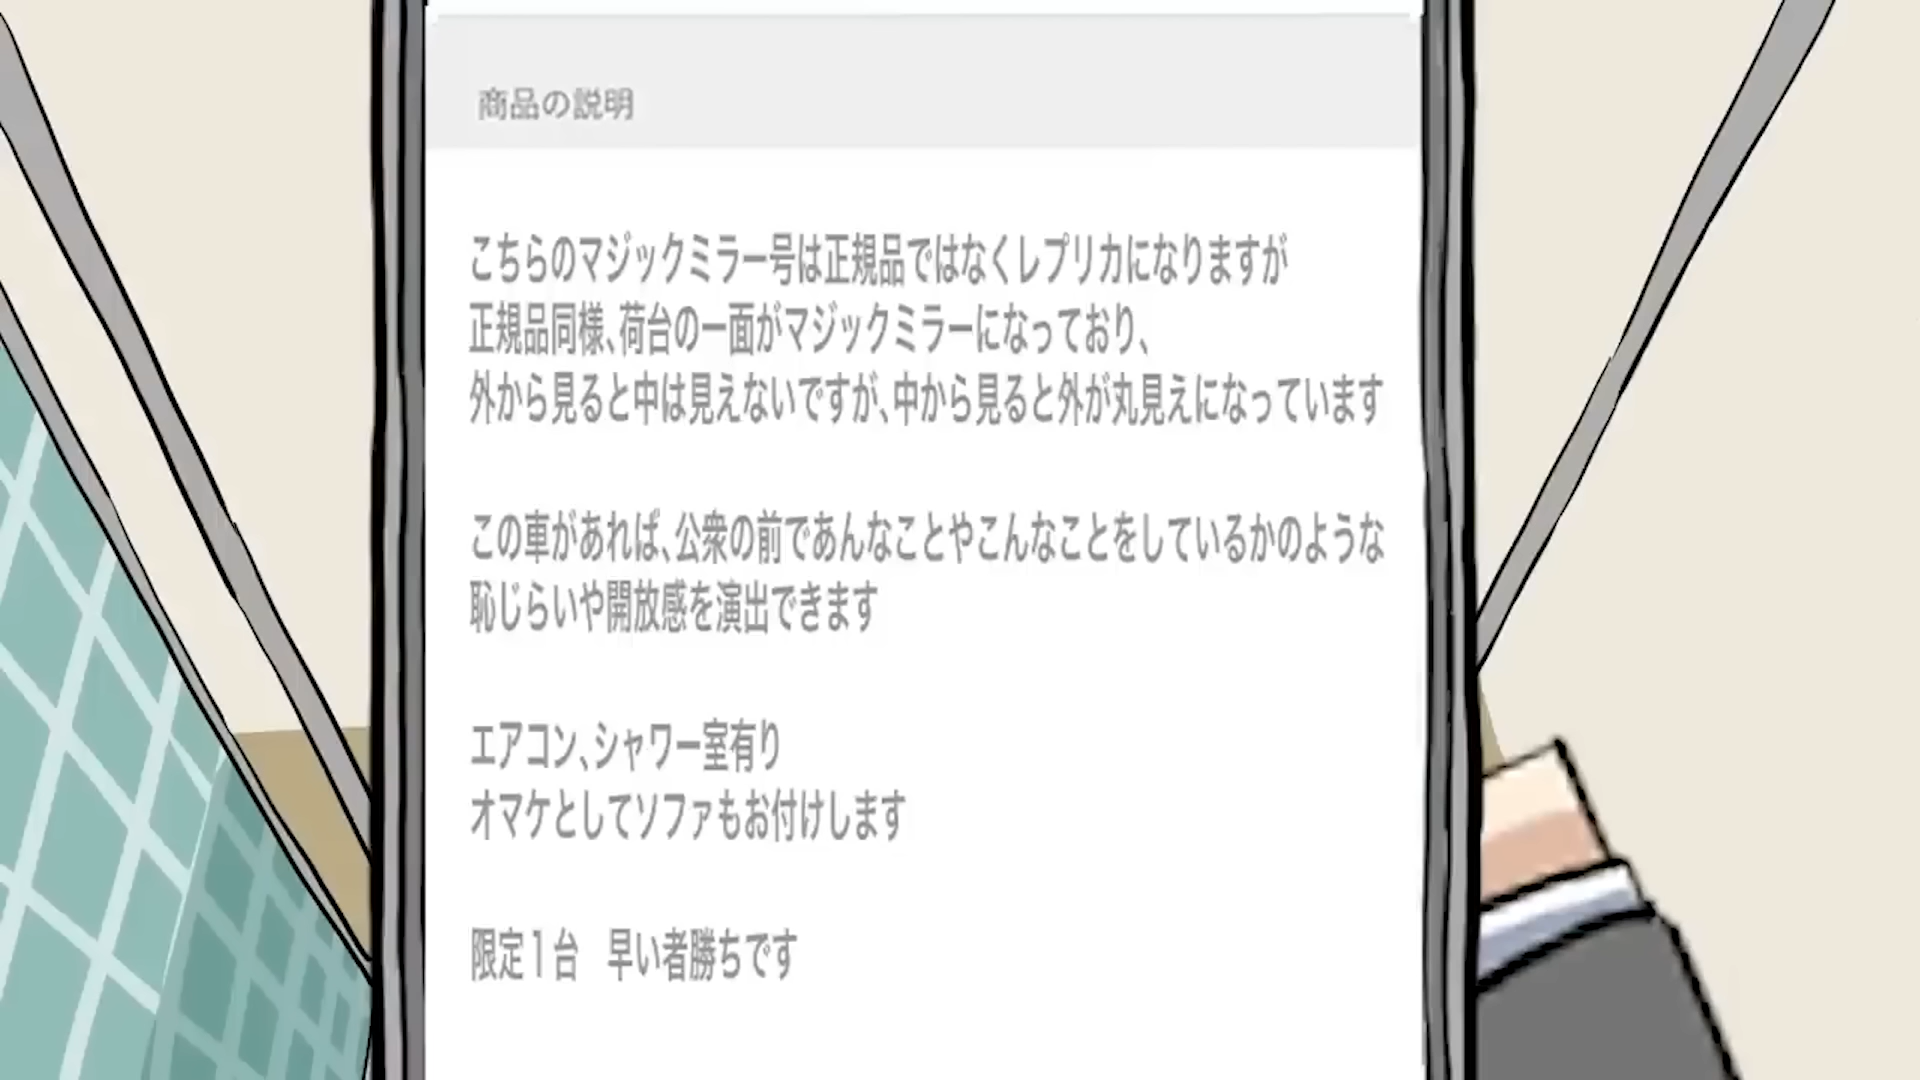 商品の説明
こちらのマジックミラー号は正規品ではなくレプリカになりますが
正規品同様、荷台の一面がマジックミラーになっており、
外から見ると中は見えないですが、中から見ると外が丸見えになっています
この車があれば、公衆の前であんなことやこんなことをしているかのような
恥じらいや開放感を演出できます
エアコン、シャワー室有り
オマケとしてソファもお付けします
限定1台 早い者勝ちです